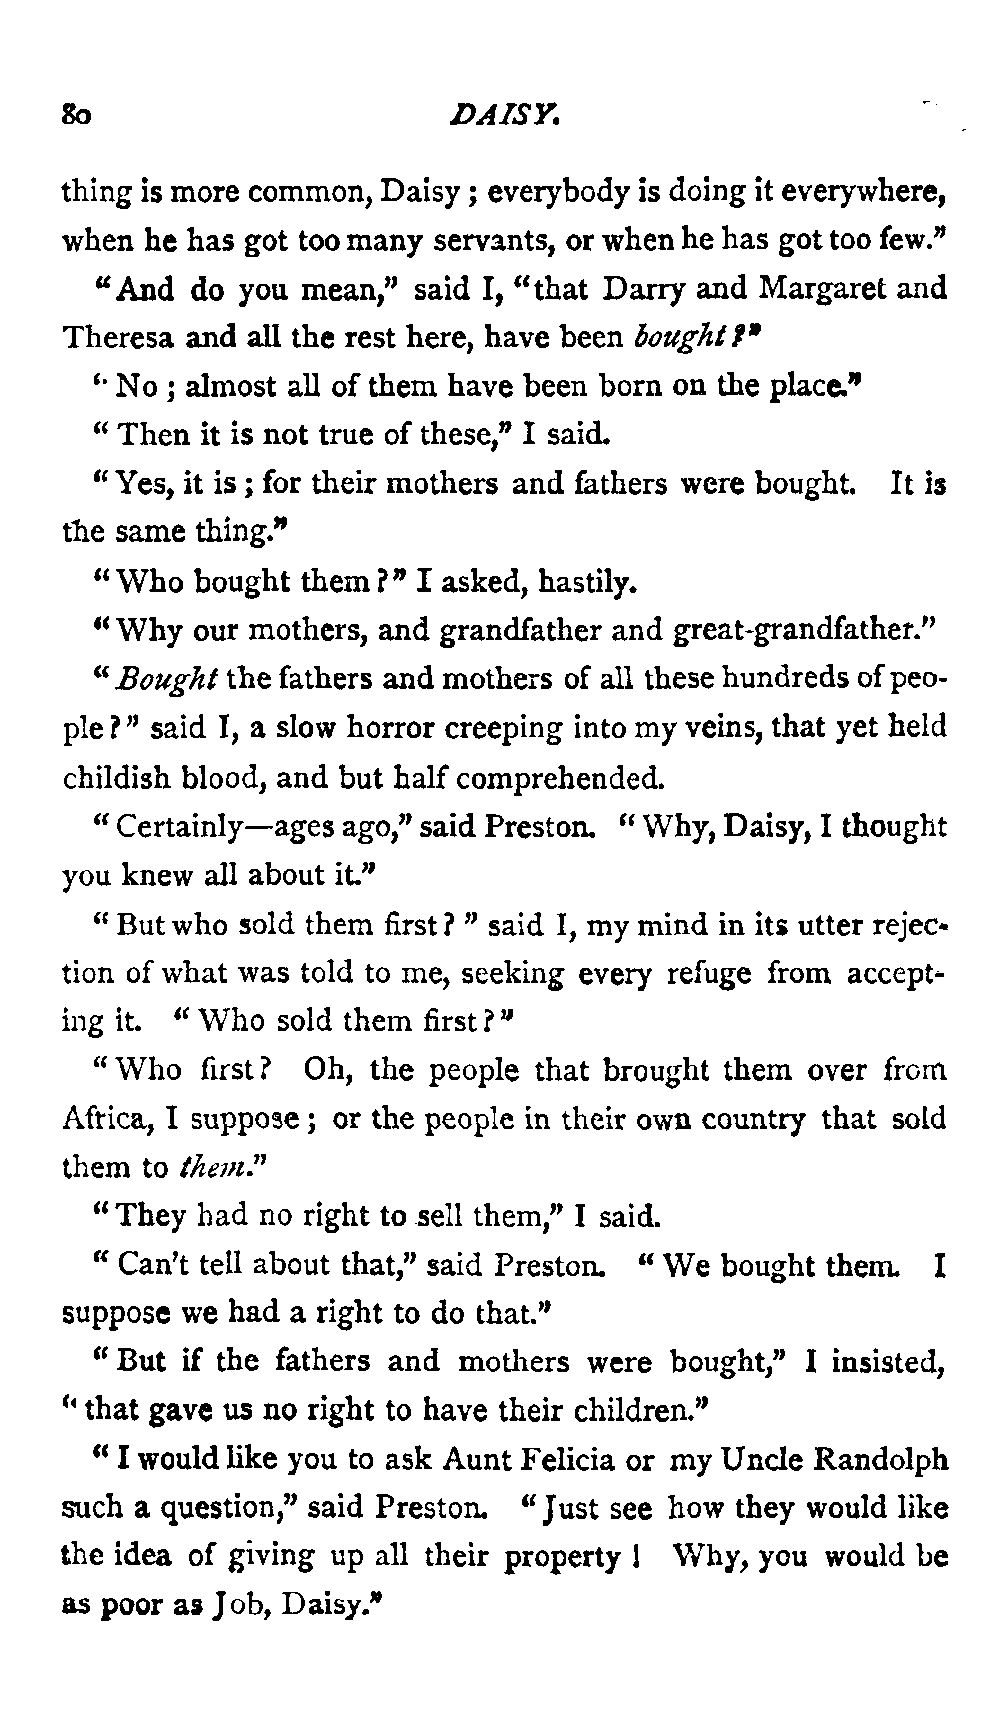 80 DAISY.
thing is more common, Daisy ; everybody is doing it everywhere,
when he has got too many servants, or when he has got too few."
"And do you mean," said I, "that Darry and Margaret and
Theresa and all the rest here, have been bought?"
"No ; almost all of them have been born on the place."
"Then it is not true of these," I said.
"Yes, it is ; for their mothers and fathers were bought. It is
the same thing."
"Who bought them ?" I asked, hastily.
"Why our mothers, and grandfather and great-grandfather."
"Bought the fathers and mothers of all these hundreds of peo-
ple ?" said I, a slow horror creeping into my veins, that yet held
childish blood, and but half comprehended.
"Certainly—ages ago," said Preston. "Why, Daisy, I thought
you knew all about it."
"But who sold them first ? " said I, my mind in its utter rejec-
tion of what was told to me, seeking every refuge from accept-
ing it. "Who sold them first ?"
"Who first ? Oh, the people that brought them over from
Africa, I suppose ; or the people in their own country that sold
them to them."
"They had no right to sell them," I said.
"Can't tell about that," said Preston. "We bought them. I
suppose we had a right to do that."
"But if the fathers and mothers were bought," I insisted,
"that gave us no right to have their children."
"I would like you to ask Aunt Felicia or my Uncle Randolph
such a question," said Preston. "Just see how they would like
the idea of giving up all their property ! Why, you would be
as poor as Job, Daisy."